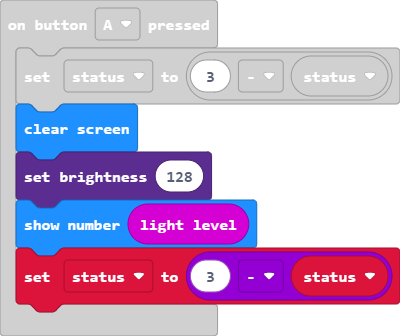 on button A pressed
set status to 3 - status
clear screen
set brightness 128
show number light level
set status to 3 - status